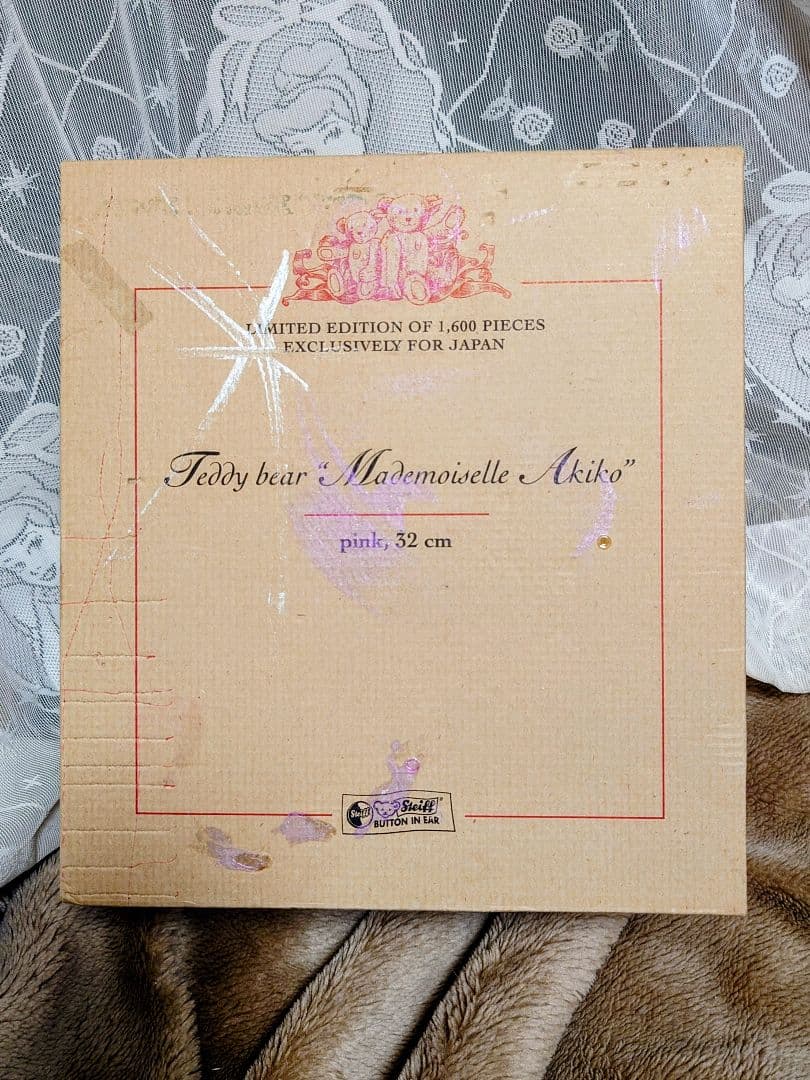 LIMITED EDITION OF 1,600 PIECES
EXCLUSIVELY FOR JAPAN
Teddy bear “Mademoiselle Akiko”
pink, 32 cm
Steiff Steiff®
BUTTON IN EAR